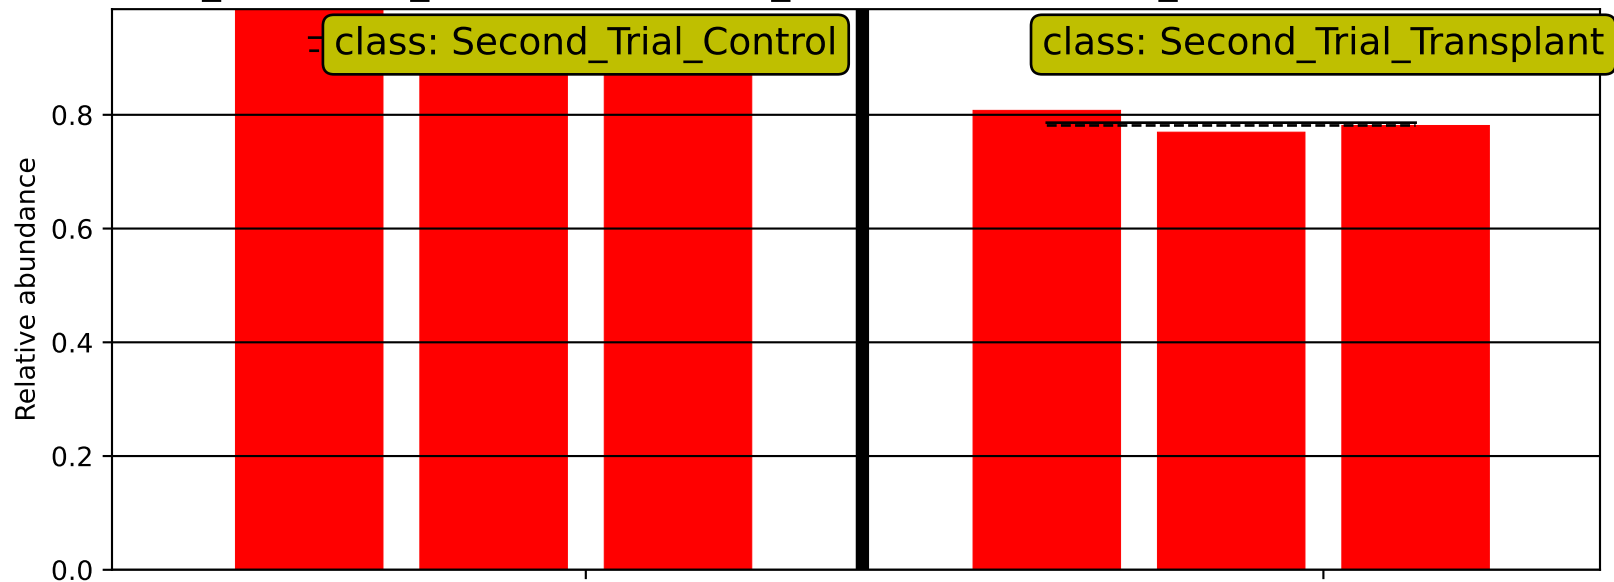 class: Second_Trial_Control
class: Second_Trial_Transplant
0.8
0.6
0.4
0.2
0.0
Relative abundance